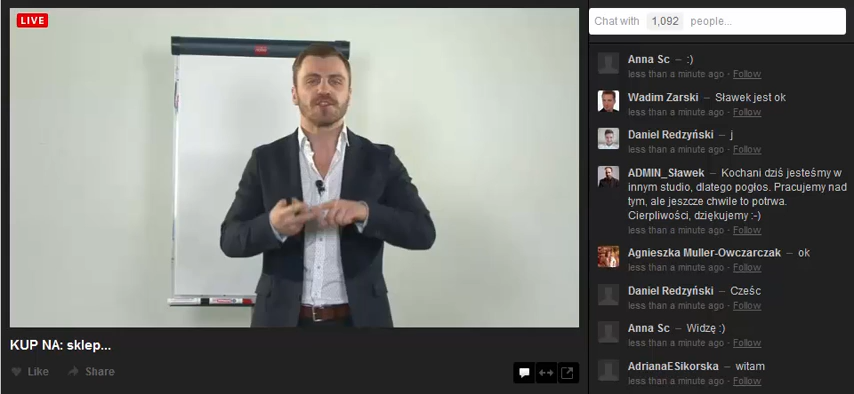 LIVE
Chat with 1,092 people...
Anna Sc – :)
less than a minute ago · Follow
Wadim Zarski – Sławek jest ok
less than a minute ago · Follow
Daniel Redzyński – j
less than a minute ago · Follow
ADMIN_Sławek – Kochani dziś jesteśmy w
innym studio, dlatego pogłos. Pracujemy nad
tym, ale jeszcze chwile to potrwa.
Cierpliwości, dziękujemy :-)
less than a minute ago · Follow
Agnieszka Muller-Owczarczak – ok
less than a minute ago · Follow
Daniel Redzyński – Cześc
less than a minute ago · Follow
Anna Sc – Widzę :)
less than a minute ago · Follow
AdrianaESikorska – witam
less than a minute ago · Follow
KUP NA: sklep...
Like Share